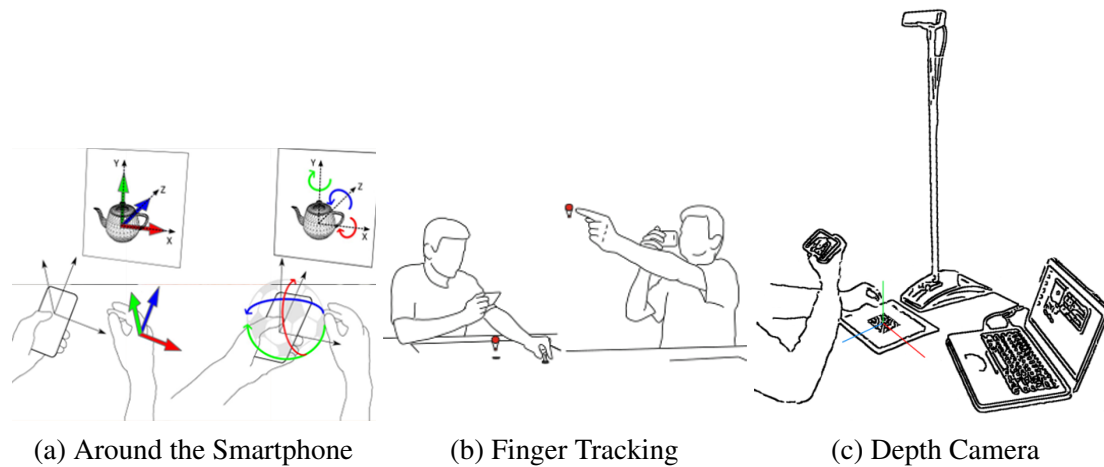 Y
Z
X
Y
Z
X
(a) Around the Smartphone
(b) Finger Tracking
(c) Depth Camera